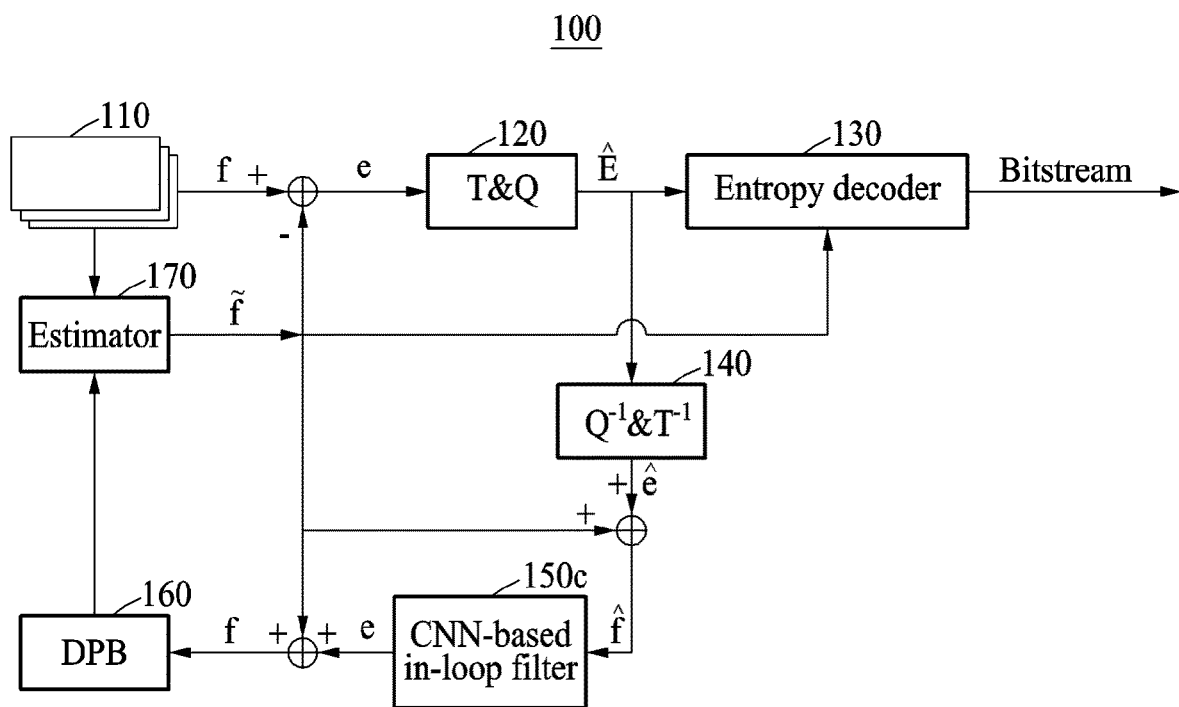 100
110
f + e
120
T&Q
Ê
130
Entropy decoder
Bitstream
-
170
Estimator
f̃
140
Q⁻¹&T⁻¹
+ ê
+
150c
CNN-based
in-loop filter
f̂
e
+ +
f
160
DPB